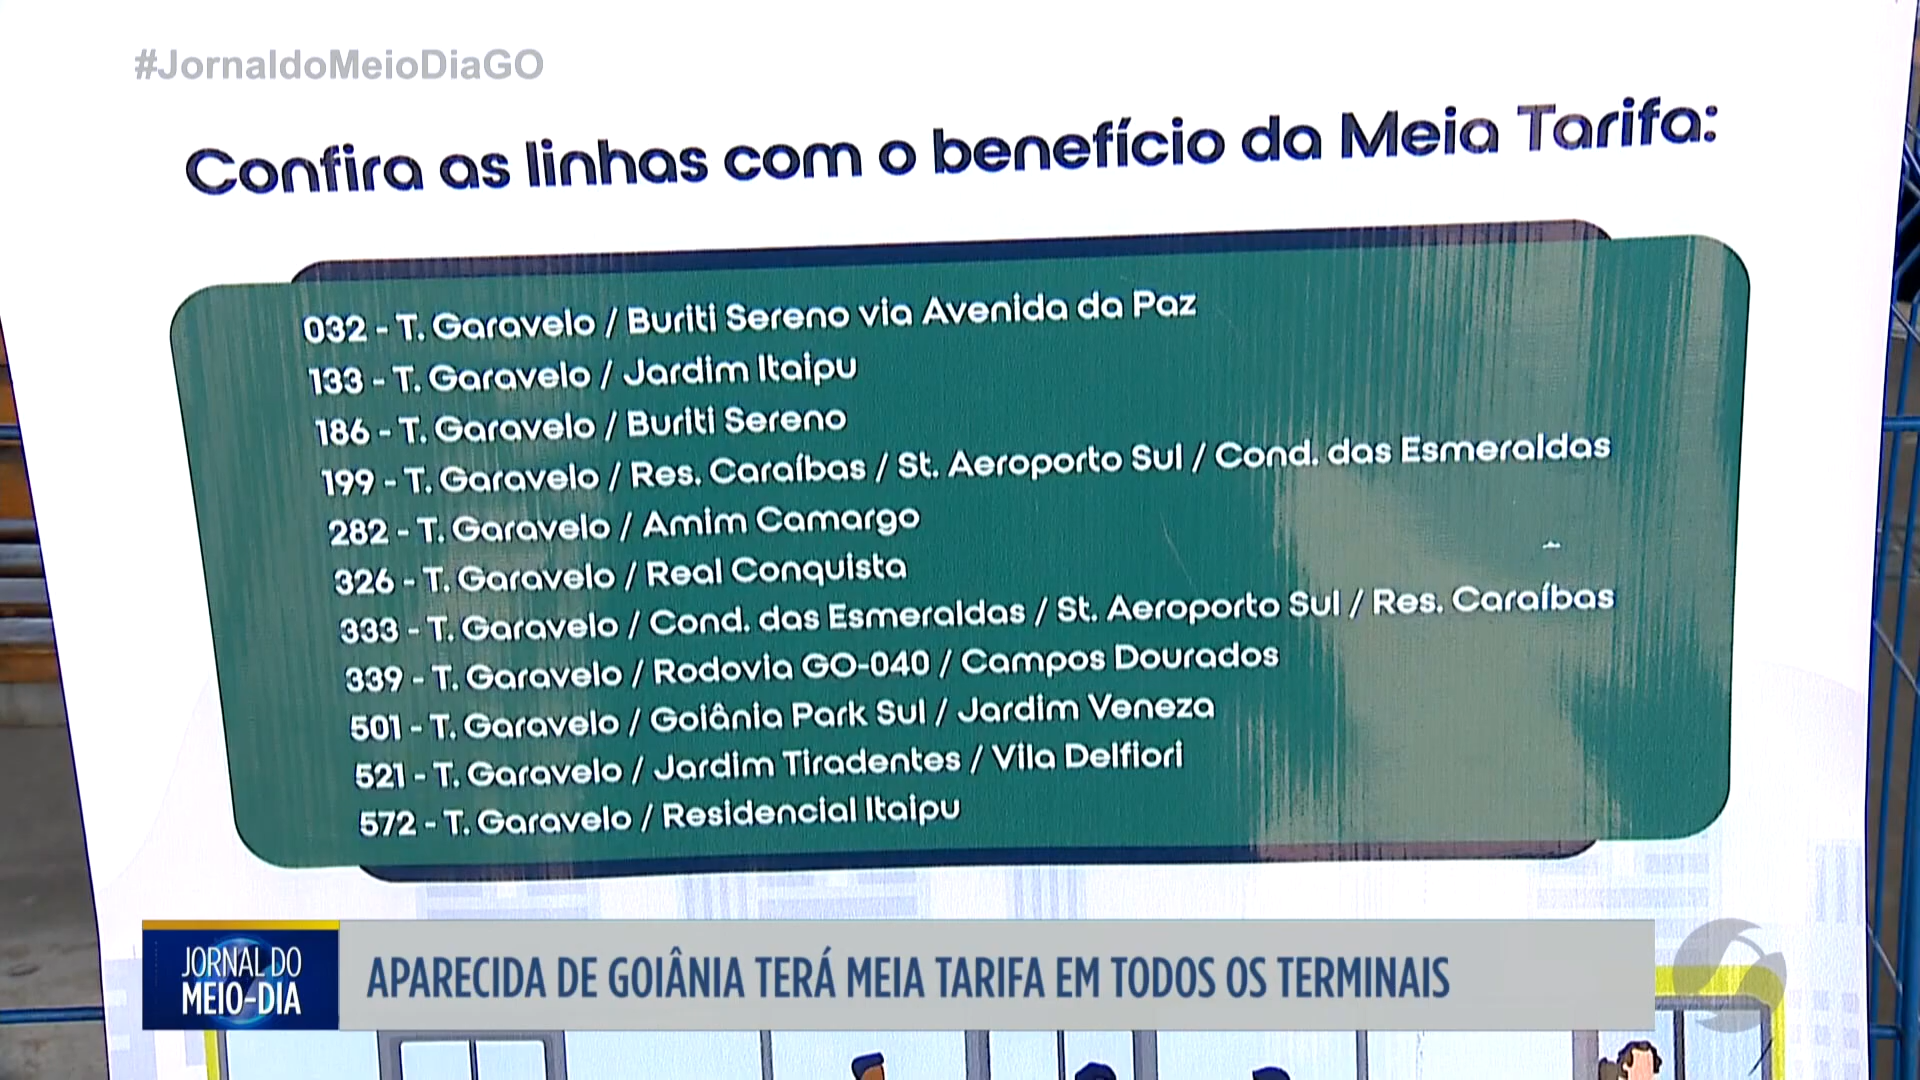 #JornaldoMeioDiaGO
Confira as linhas com o benefício da Meia Tarifa:
032 - T. Garavelo / Buriti Sereno via Avenida da Paz
133 - T. Garavelo / Jardim Itaipu
186 - T. Garavelo / Buriti Sereno
199 - T. Garavelo / Res. Caraíbas / St. Aeroporto Sul / Cond. das Esmeraldas
282 - T. Garavelo / Amim Camargo
326 - T. Garavelo / Real Conquista
333 - T. Garavelo / Cond. das Esmeraldas / St. Aeroporto Sul / Res. Caraíbas
339 - T. Garavelo / Rodovia GO-040 / Campos Dourados
501 - T. Garavelo / Goiânia Park Sul / Jardim Veneza
521 - T. Garavelo / Jardim Tiradentes / Vila Delfiori
572 - T. Garavelo / Residencial Itaipu
JORNAL DO
MEIO-DIA
APARECIDA DE GOIÂNIA TERÁ MEIA TARIFA EM TODOS OS TERMINAIS